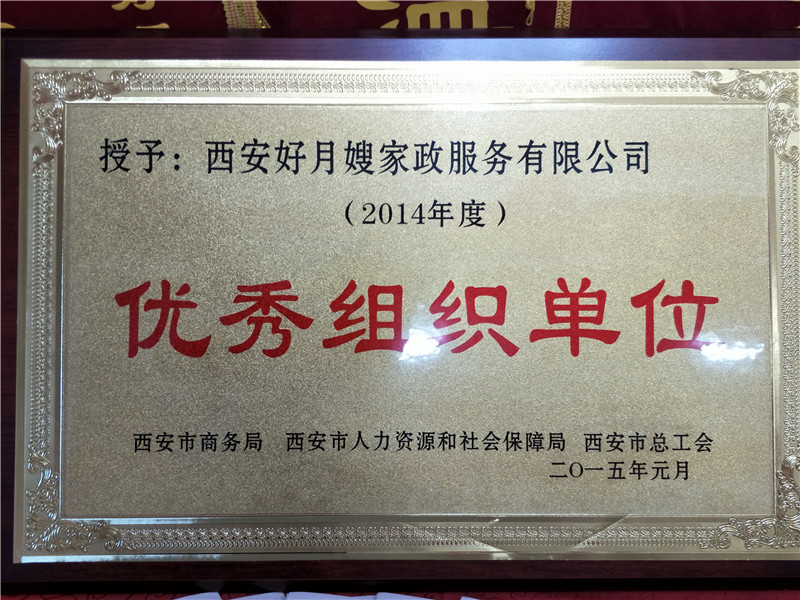 授予：西安好月嫂家政服务有限公司
（2014年度）
优秀组织单位
西安市商务局 西安市人力资源和社会保障局 西安市总工会
二〇一五年元月